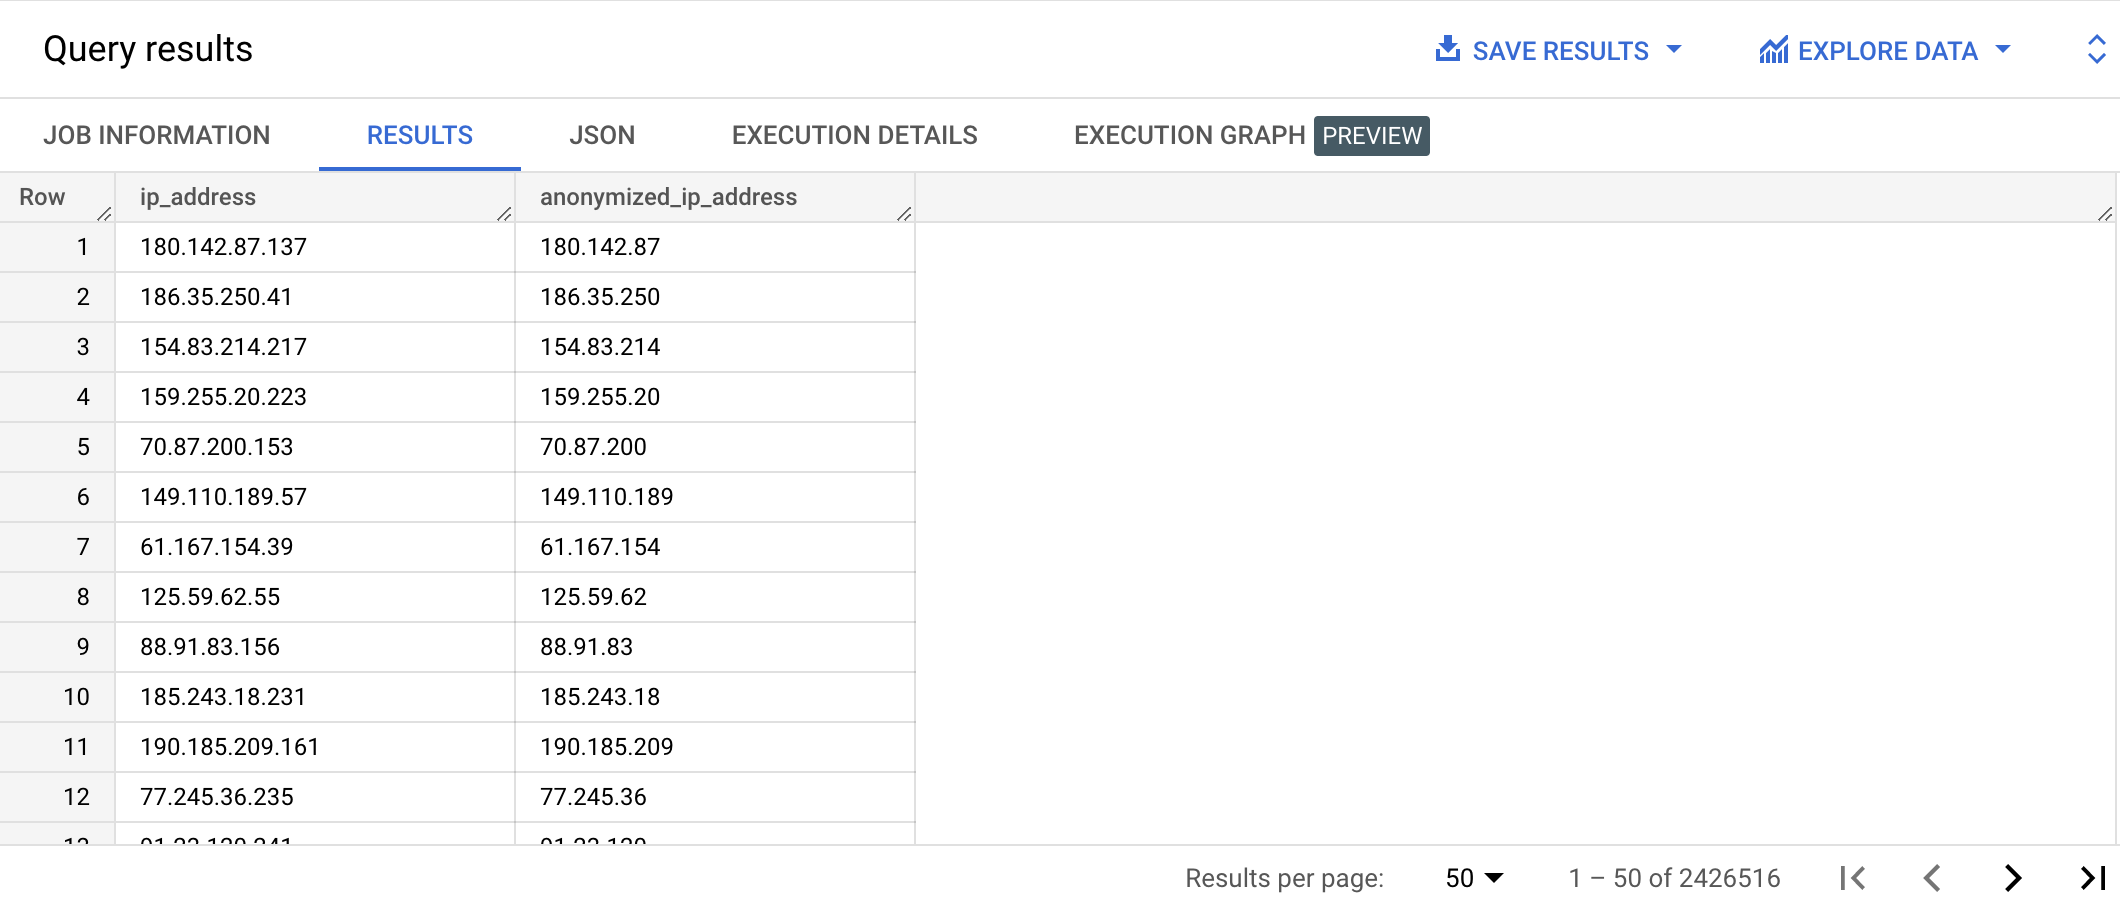 Query results SAVE RESULTS EXPLORE DATA
JOB INFORMATION RESULTS JSON EXECUTION DETAILS EXECUTION GRAPH PREVIEW
Row ip_address anonymized_ip_address
1 180.142.87.137 180.142.87
2 186.35.250.41 186.35.250
3 154.83.214.217 154.83.214
4 159.255.20.223 159.255.20
5 70.87.200.153 70.87.200
6 149.110.189.57 149.110.189
7 61.167.154.39 61.167.154
8 125.59.62.55 125.59.62
9 88.91.83.156 88.91.83
10 185.243.18.231 185.243.18
11 190.185.209.161 190.185.209
12 77.245.36.235 77.245.36
Results per page: 50 1 – 50 of 2426516